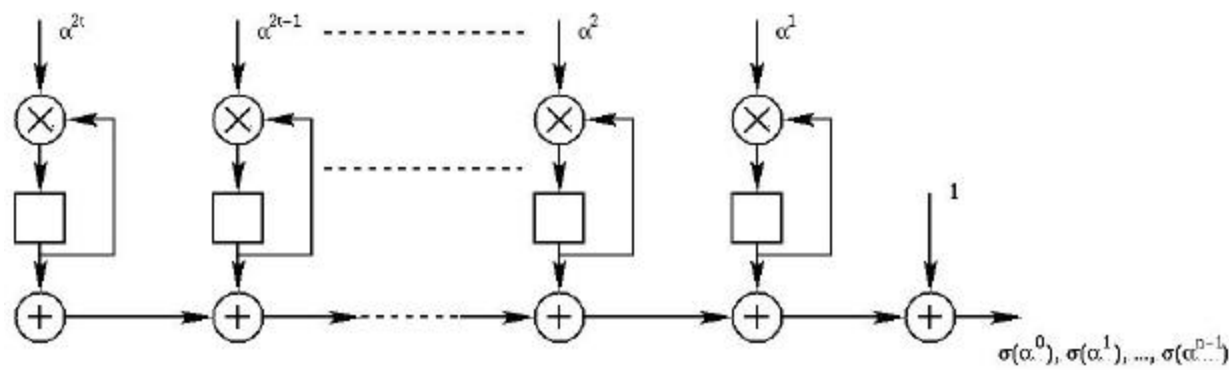 α^{2t} α^{2t-1} α^2 α^1
1
σ(α^0), σ(α^1), ..., σ(α^{n-1})